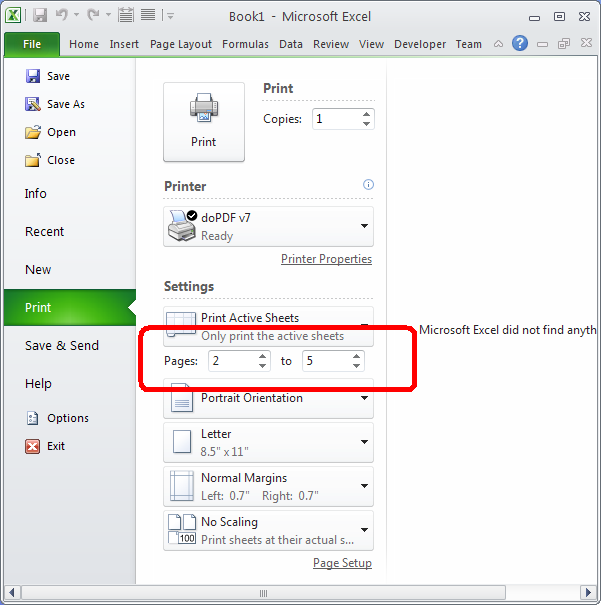 Book1 - Microsoft Excel
File Home Insert Page Layout Formulas Data Review View Developer Team
Save
Save As
Open
Close
Info
Recent
New
Print
Save & Send
Help
Options
Exit
Print
Print
Copies: 1
Printer
doPDF v7
Ready
Printer Properties
Settings
Print Active Sheets
Only print the active sheets
Pages: 2 to 5
Portrait Orientation
Letter
8.5" x 11"
Normal Margins
Left: 0.7" Right: 0.7"
No Scaling
100
Print sheets at their actual s...
Page Setup
Microsoft Excel did not find anyth